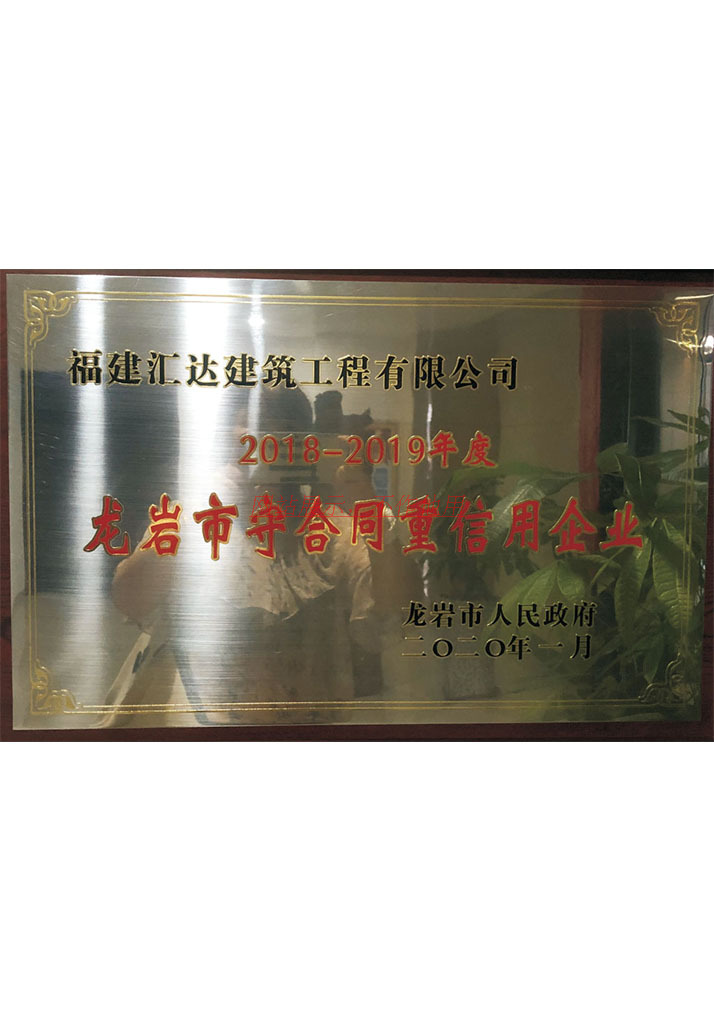 福建汇达建筑工程有限公司
2018-2019年度
龙岩市守合同重信用企业
龙岩市人民政府
二〇二〇年一月